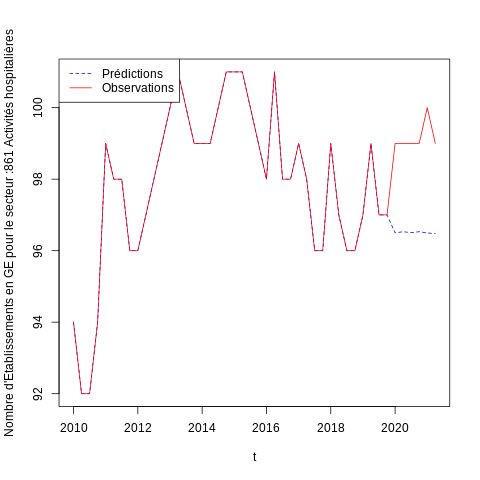 Nombre d'Etablissements en GE pour le secteur :861 Activités hospitalières
Prédictions
Observations
100
98
96
94
92
2010 2012 2014 2016 2018 2020
t